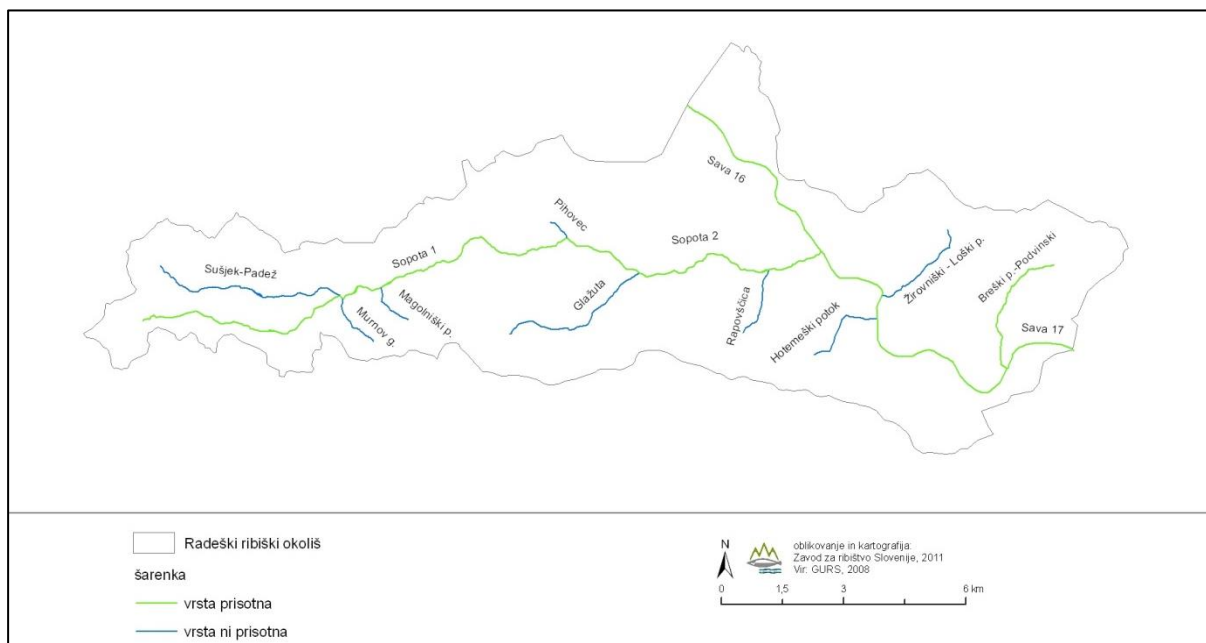 Sava 16
Pihovec
Sopota 2
Sopota 1
Sušjek-Padež
Glažuta
Magolniški p.
Murnov g.
Rapovščica
Hotemeški potok
Žirovniški - Loški p.
Breški p.-Podvinski
Sava 17
Radeški ribiški okoliš
šarenka
vrsta prisotna
vrsta ni prisotna
N
oblikovanje in kartografija:
Zavod za ribištvo Slovenije, 2011
Vir: GURS, 2008
0 1,5 3 6 km